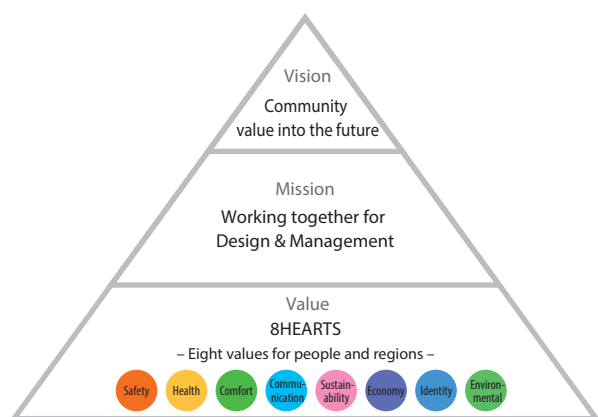 Vision
Community
value into the future
Mission
Working together for
Design & Management
Value
8HEARTS
– Eight values for people and regions –
Safety
Health
Comfort
Commu-
nication
Sustain-
ability
Economy
Identity
Environ-
mental